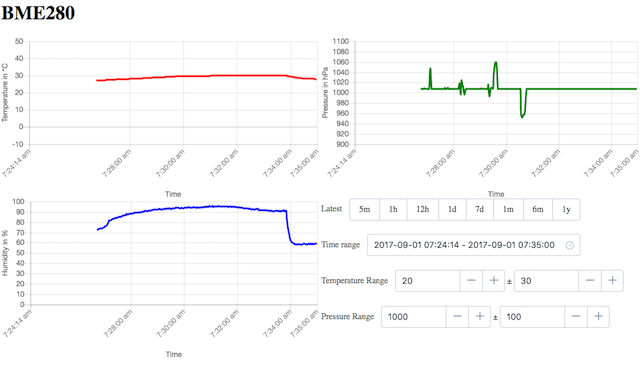 BME280
Temperature in °C
50
40
30
20
10
0
-10
7:24:14 am
7:28:00 am
7:30:00 am
7:32:00 am
7:34:00 am
7:35:00 am
Time
Pressure in hPa
1100
1080
1060
1040
1020
1000
980
960
940
920
900
7:24:14 am
7:28:00 am
7:30:00 am
7:32:00 am
7:34:00 am
7:35:00 am
Time
Humidity in %
100
90
80
70
60
50
40
30
20
10
0
7:24:14 am
7:28:00 am
7:30:00 am
7:32:00 am
7:34:00 am
7:35:00 am
Time
Latest 5m 1h 12h 1d 7d 1m 6m 1y
Time range 2017-09-01 07:24:14 - 2017-09-01 07:35:00
Temperature Range 20 − + ± 30 − +
Pressure Range 1000 − + ± 100 − +